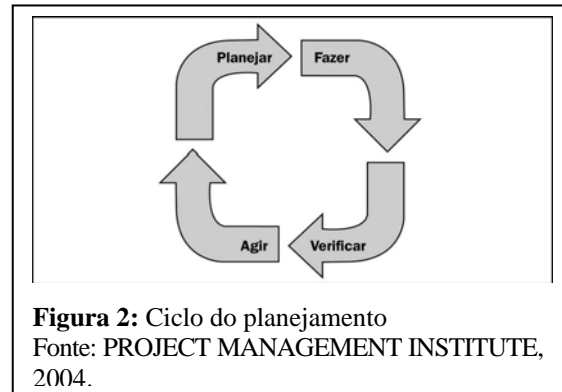 Planejar
Fazer
Agir
Verificar
Figura 2: Ciclo do planejamento
Fonte: PROJECT MANAGEMENT INSTITUTE,
2004.